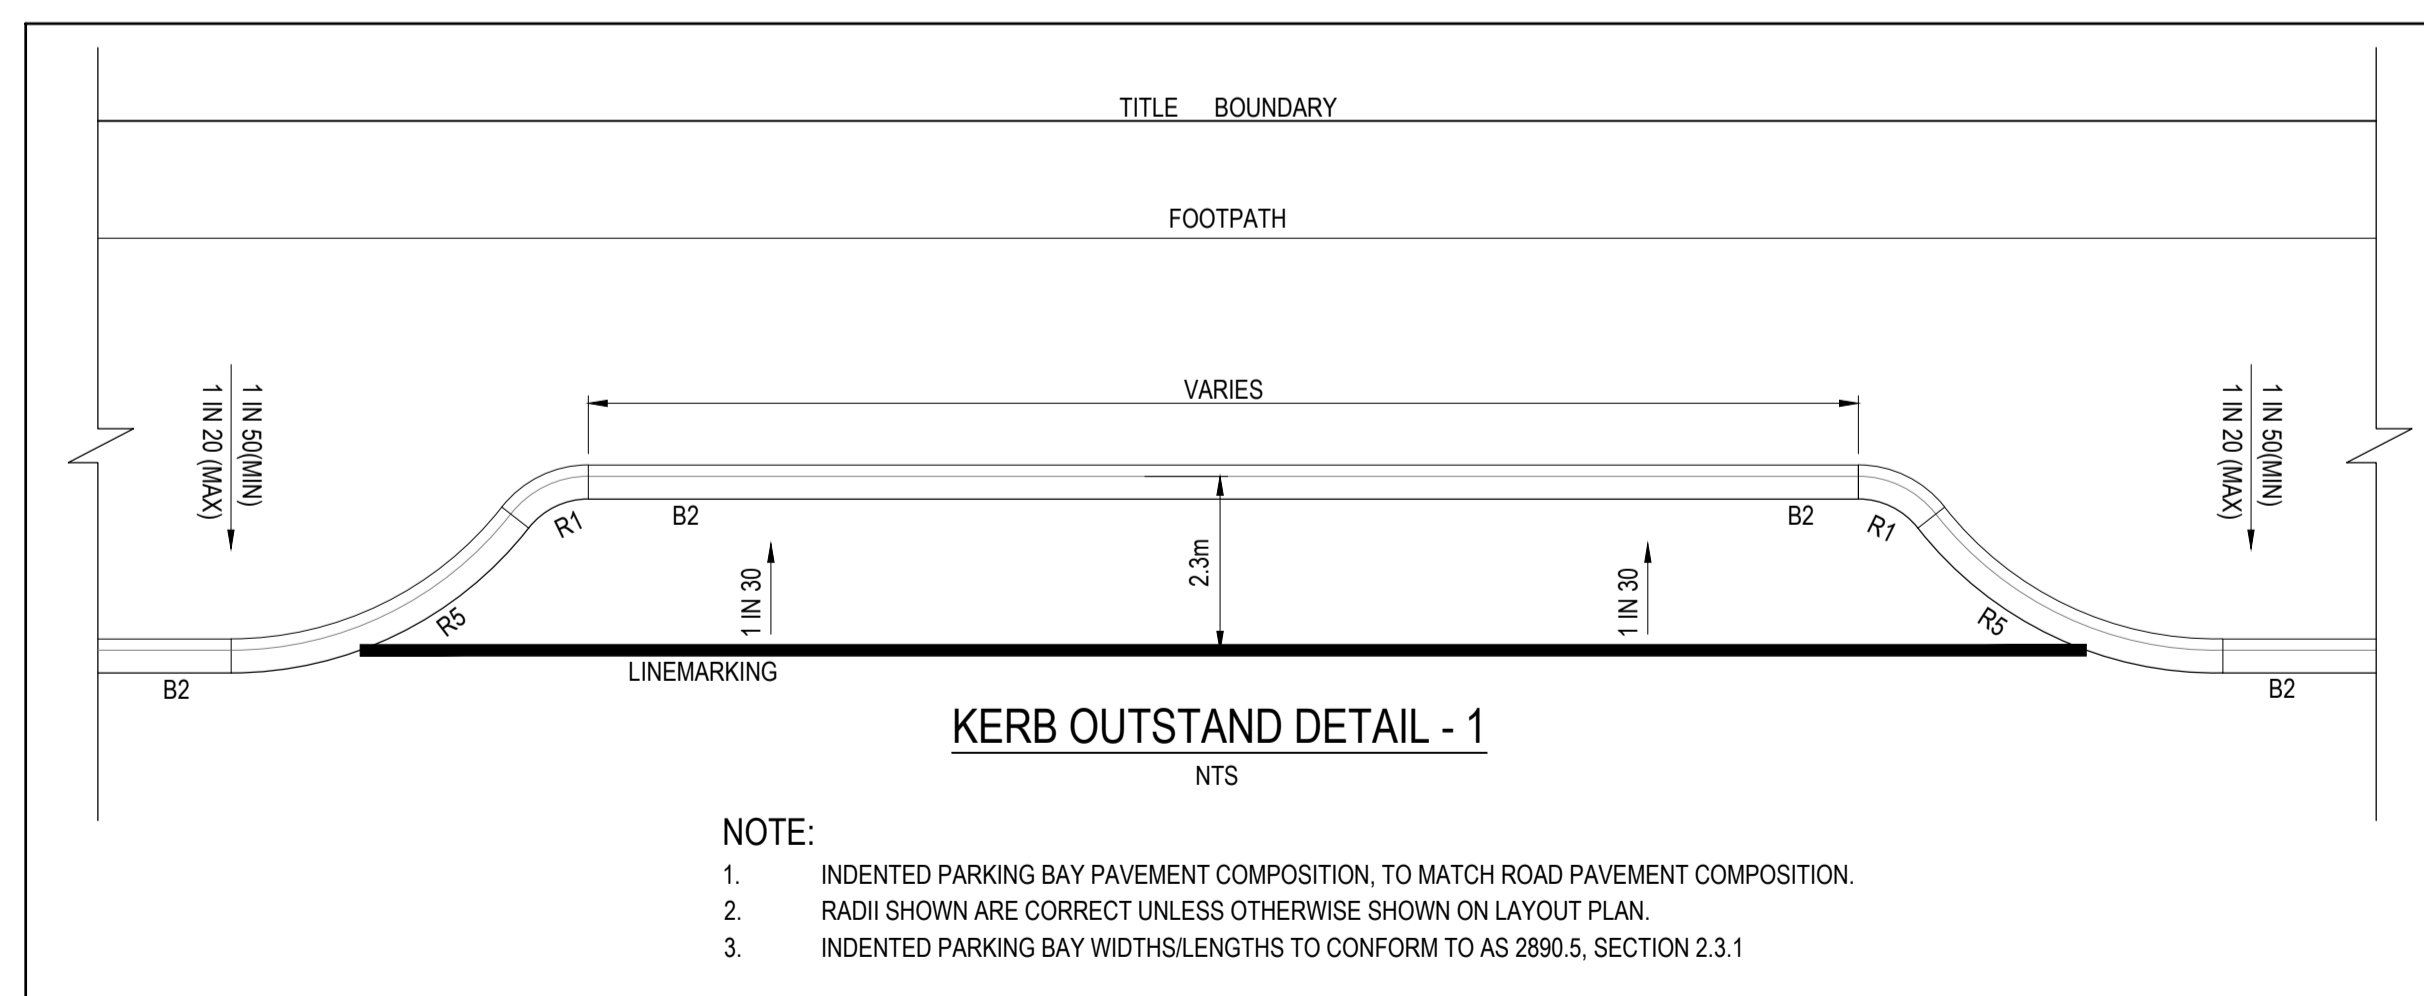 TITLE BOUNDARY
FOOTPATH
VARIES
1 IN 50(MIN)
1 IN 20 (MAX)
1 IN 50(MIN)
1 IN 20 (MAX)
R1
B2
B2
R1
2.3m
1 IN 30
1 IN 30
R5
R5
LINEMARKING
B2
B2
KERB OUTSTAND DETAIL - 1
NTS
NOTE:
1. INDENTED PARKING BAY PAVEMENT COMPOSITION, TO MATCH ROAD PAVEMENT COMPOSITION.
2. RADII SHOWN ARE CORRECT UNLESS OTHERWISE SHOWN ON LAYOUT PLAN.
3. INDENTED PARKING BAY WIDTHS/LENGTHS TO CONFORM TO AS 2890.5, SECTION 2.3.1